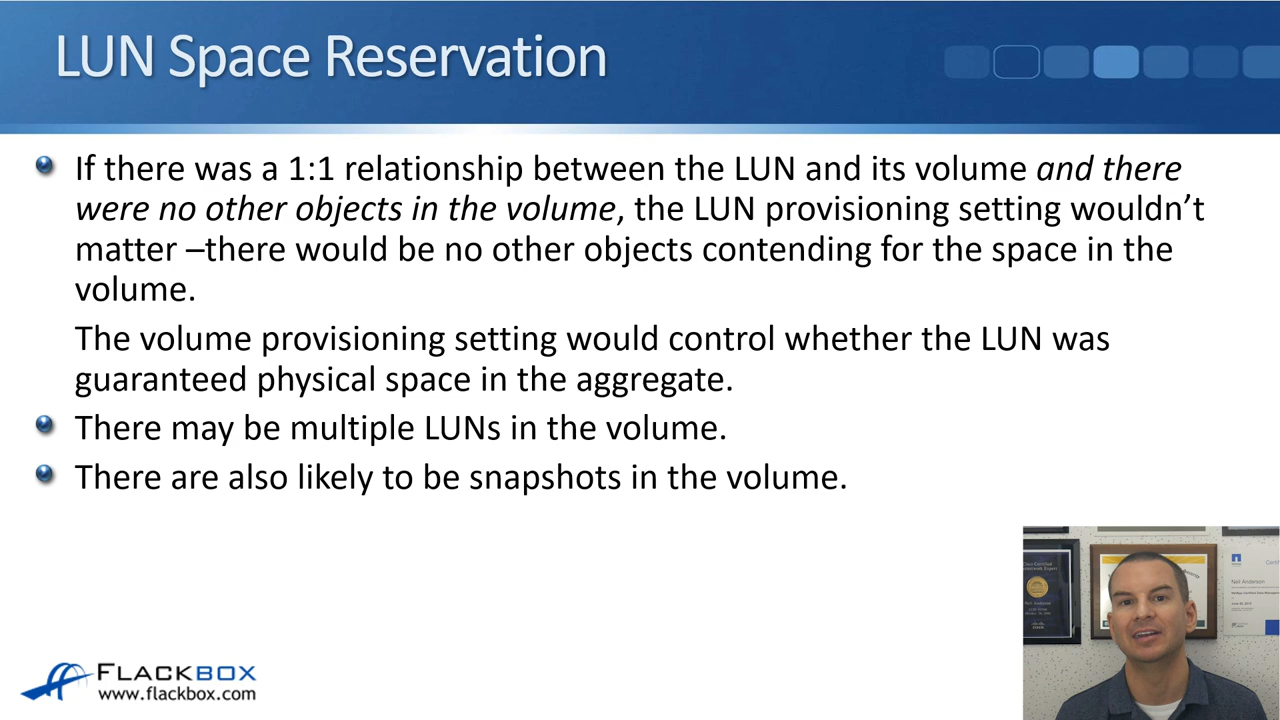 LUN Space Reservation
If there was a 1:1 relationship between the LUN and its volume and there
were no other objects in the volume, the LUN provisioning setting wouldn’t
matter –there would be no other objects contending for the space in the
volume.
The volume provisioning setting would control whether the LUN was
guaranteed physical space in the aggregate.
There may be multiple LUNs in the volume.
There are also likely to be snapshots in the volume.
Neil Anderson
Neil Anderson
FLACKBOX
www.flackbox.com